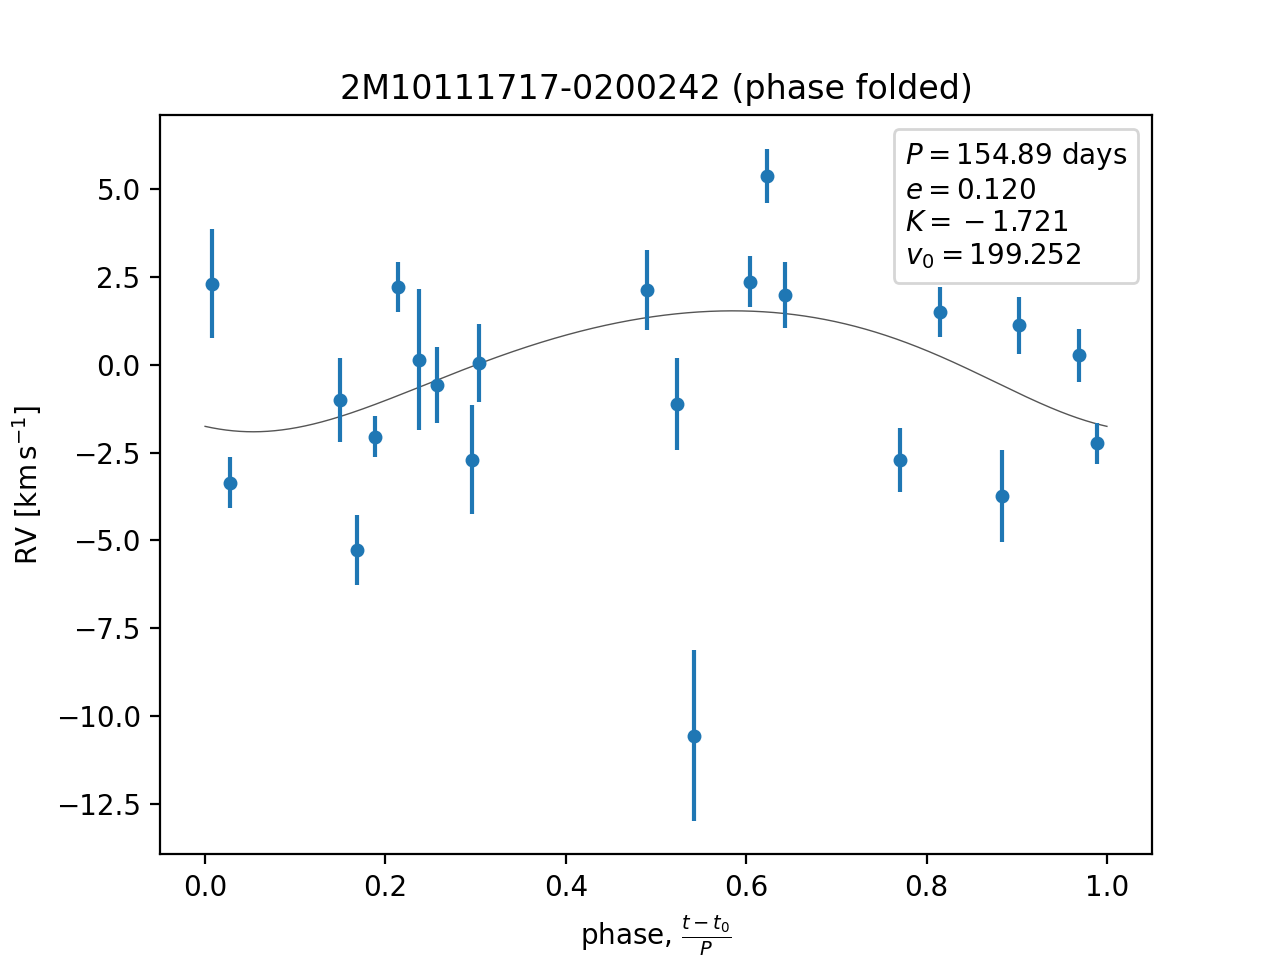 2M10111717-0200242 (phase folded)
P = 154.89 days
e = 0.120
K = −1.721
v₀ = 199.252
5.0
2.5
0.0
−2.5
−5.0
−7.5
−10.0
−12.5
RV [km s⁻¹]
0.0 0.2 0.4 0.6 0.8 1.0
phase, (t − t₀)/P